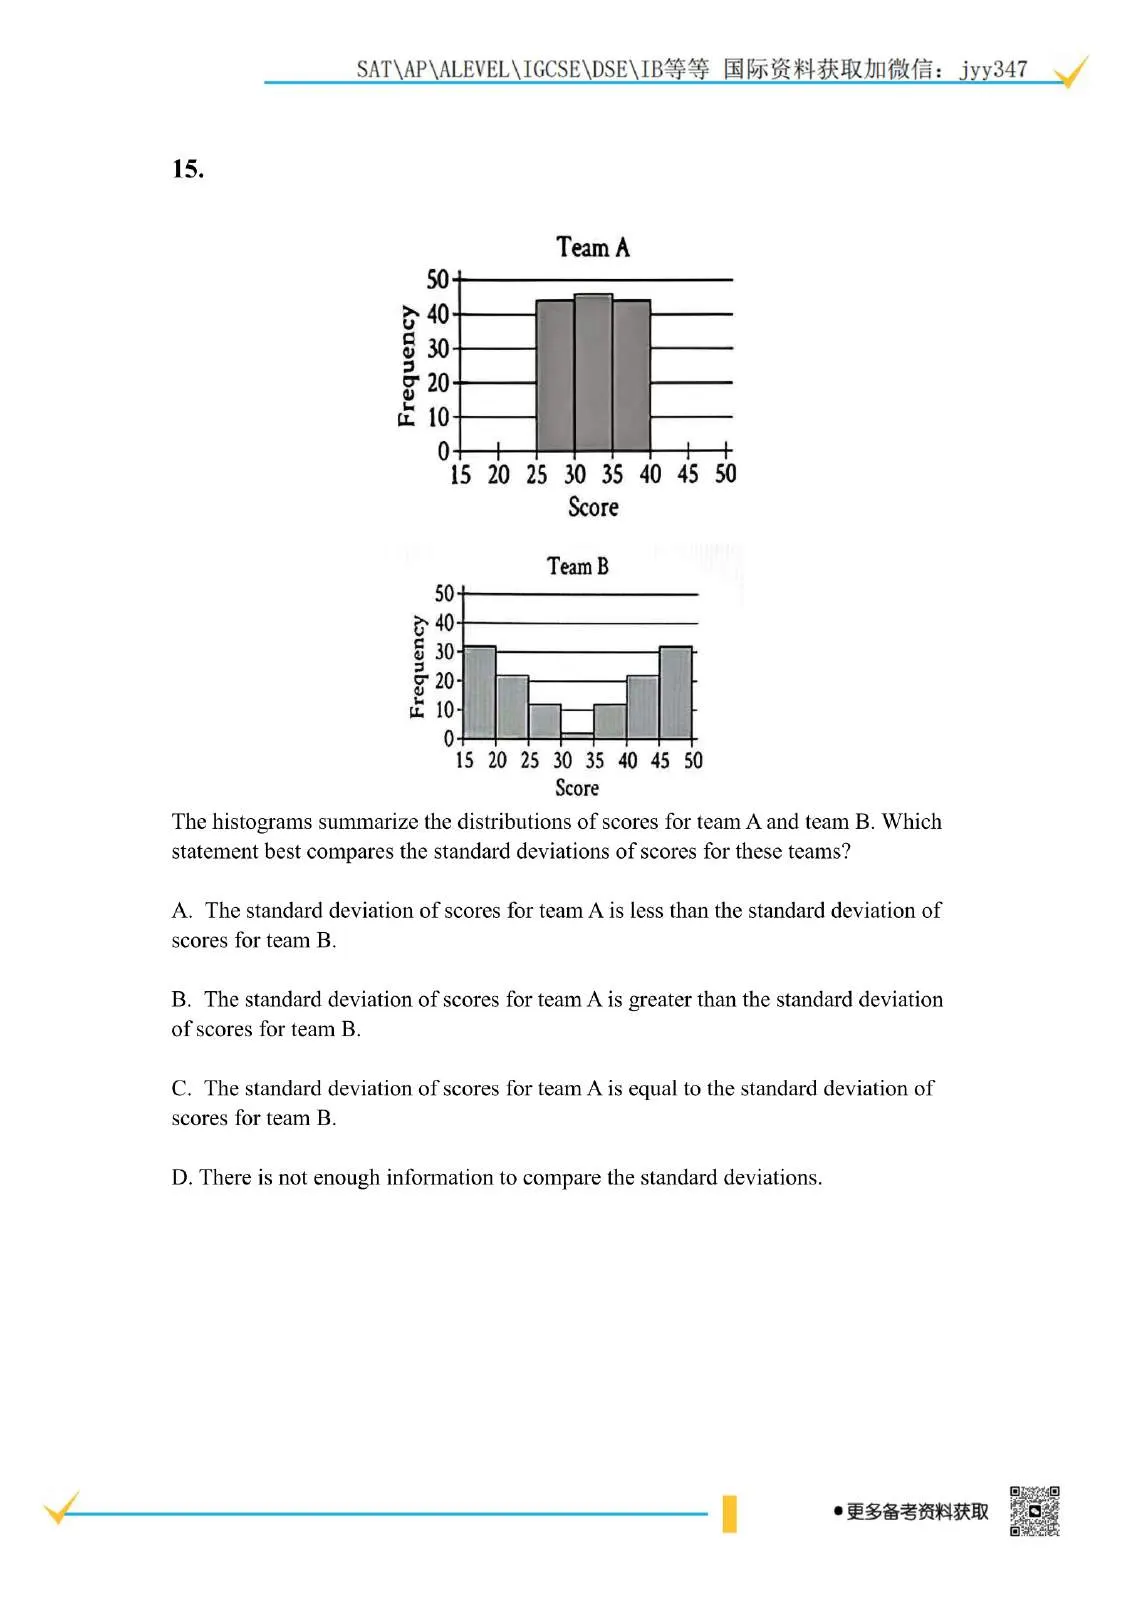 SAT\AP\ALEVEL\IGCSE\DSE\IB等等 国际资料获取加微信：jyy347
15.
Team A
Frequency
50
40
30
20
10
0
15 20 25 30 35 40 45 50
Score
Team B
Frequency
50
40
30
20
10
0
15 20 25 30 35 40 45 50
Score
The histograms summarize the distributions of scores for team A and team B. Which
statement best compares the standard deviations of scores for these teams?
A. The standard deviation of scores for team A is less than the standard deviation of
scores for team B.
B. The standard deviation of scores for team A is greater than the standard deviation
of scores for team B.
C. The standard deviation of scores for team A is equal to the standard deviation of
scores for team B.
D. There is not enough information to compare the standard deviations.
•更多备考资料获取